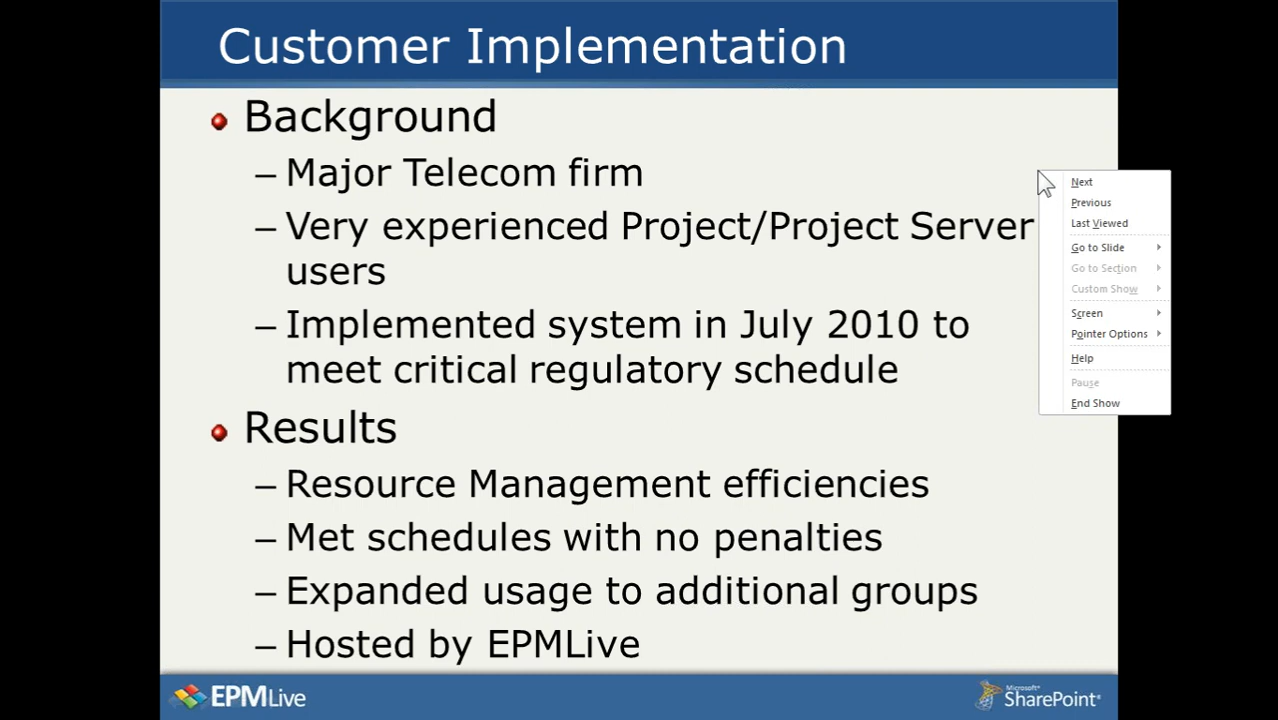 Customer Implementation
Background
– Major Telecom firm
– Very experienced Project/Project Server
users
– Implemented system in July 2010 to
meet critical regulatory schedule
Results
– Resource Management efficiencies
– Met schedules with no penalties
– Expanded usage to additional groups
– Hosted by EPMLive
Next
Previous
Last Viewed
Go to Slide
Go to Section
Custom Show
Screen
Pointer Options
Help
Pause
End Show
EPMLive
Microsoft
SharePoint